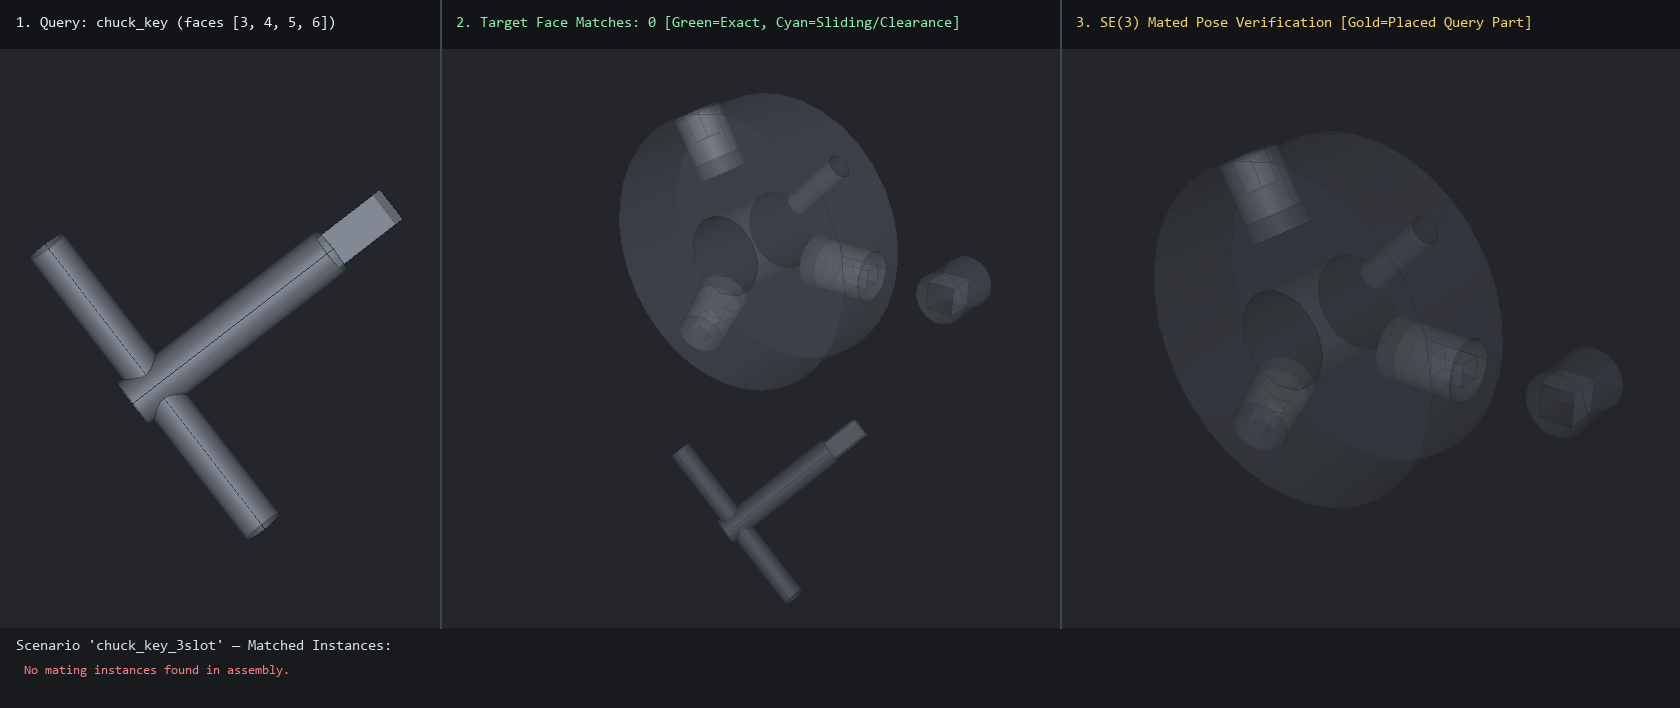 1. Query: chuck_key (faces [3, 4, 5, 6])
2. Target Face Matches: 0 [Green=Exact, Cyan=Sliding/Clearance]
3. SE(3) Mated Pose Verification [Gold=Placed Query Part]
Scenario 'chuck_key_3slot' — Matched Instances:
No mating instances found in assembly.